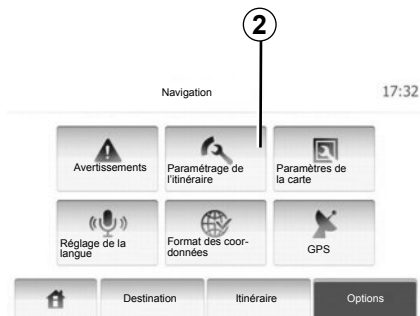 2
Navigation
17:32
Avertissements
Paramétrage de
l'itinéraire
Paramètres de
la carte
Réglage de la
langue
Format des coor-
données
GPS
Destination
Itinéraire
Options